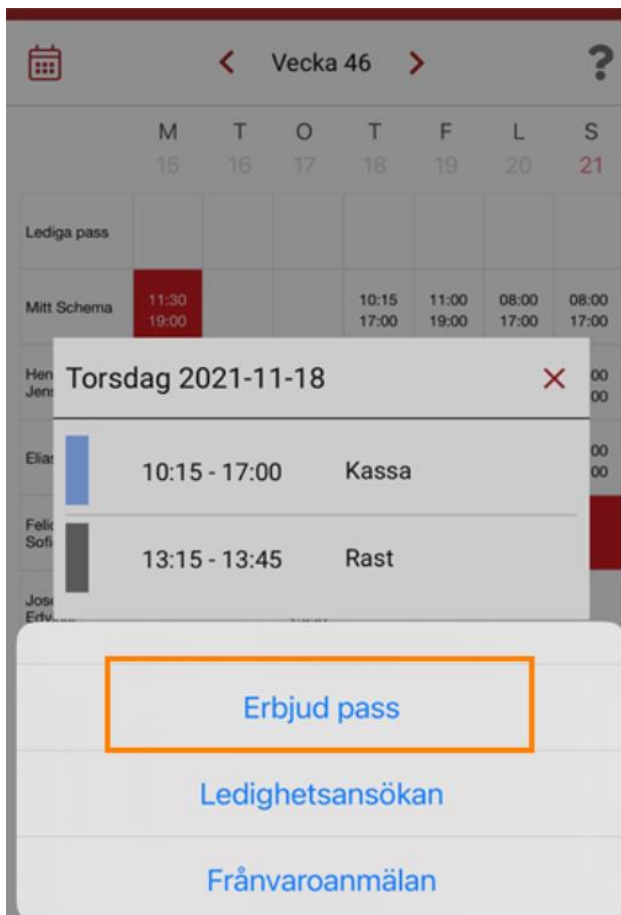 Vecka 46 ?
M T O T F L S
15 16 17 18 19 20 21
Lediga pass
Mitt Schema
11:30 10:15 11:00 08:00 08:00
19:00 17:00 19:00 17:00 17:00
Torsdag 2021-11-18
10:15 - 17:00 Kassa
13:15 - 13:45 Rast
Erbjud pass
Ledighetsansökan
Frånvaroanmälan